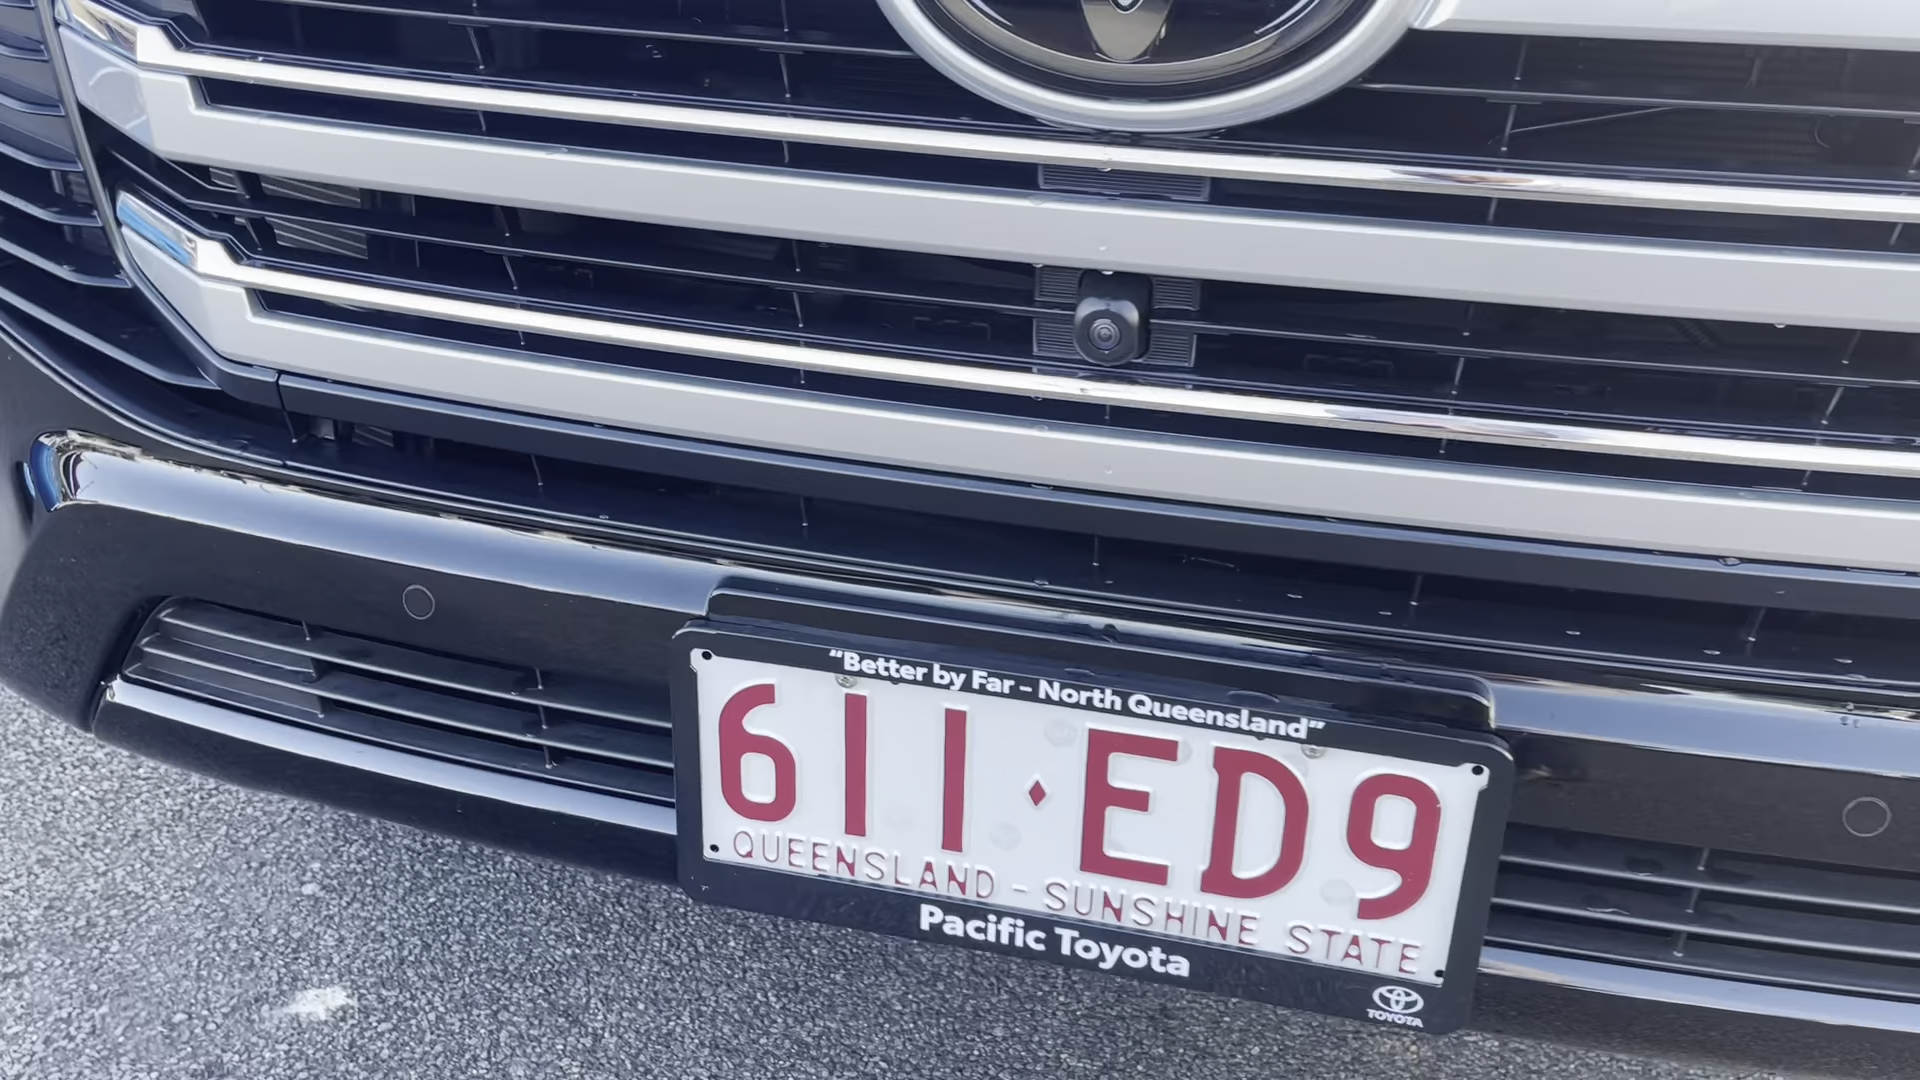 “Better by Far - North Queensland”
611·ED9
QUEENSLAND - SUNSHINE STATE
Pacific Toyota
TOYOTA